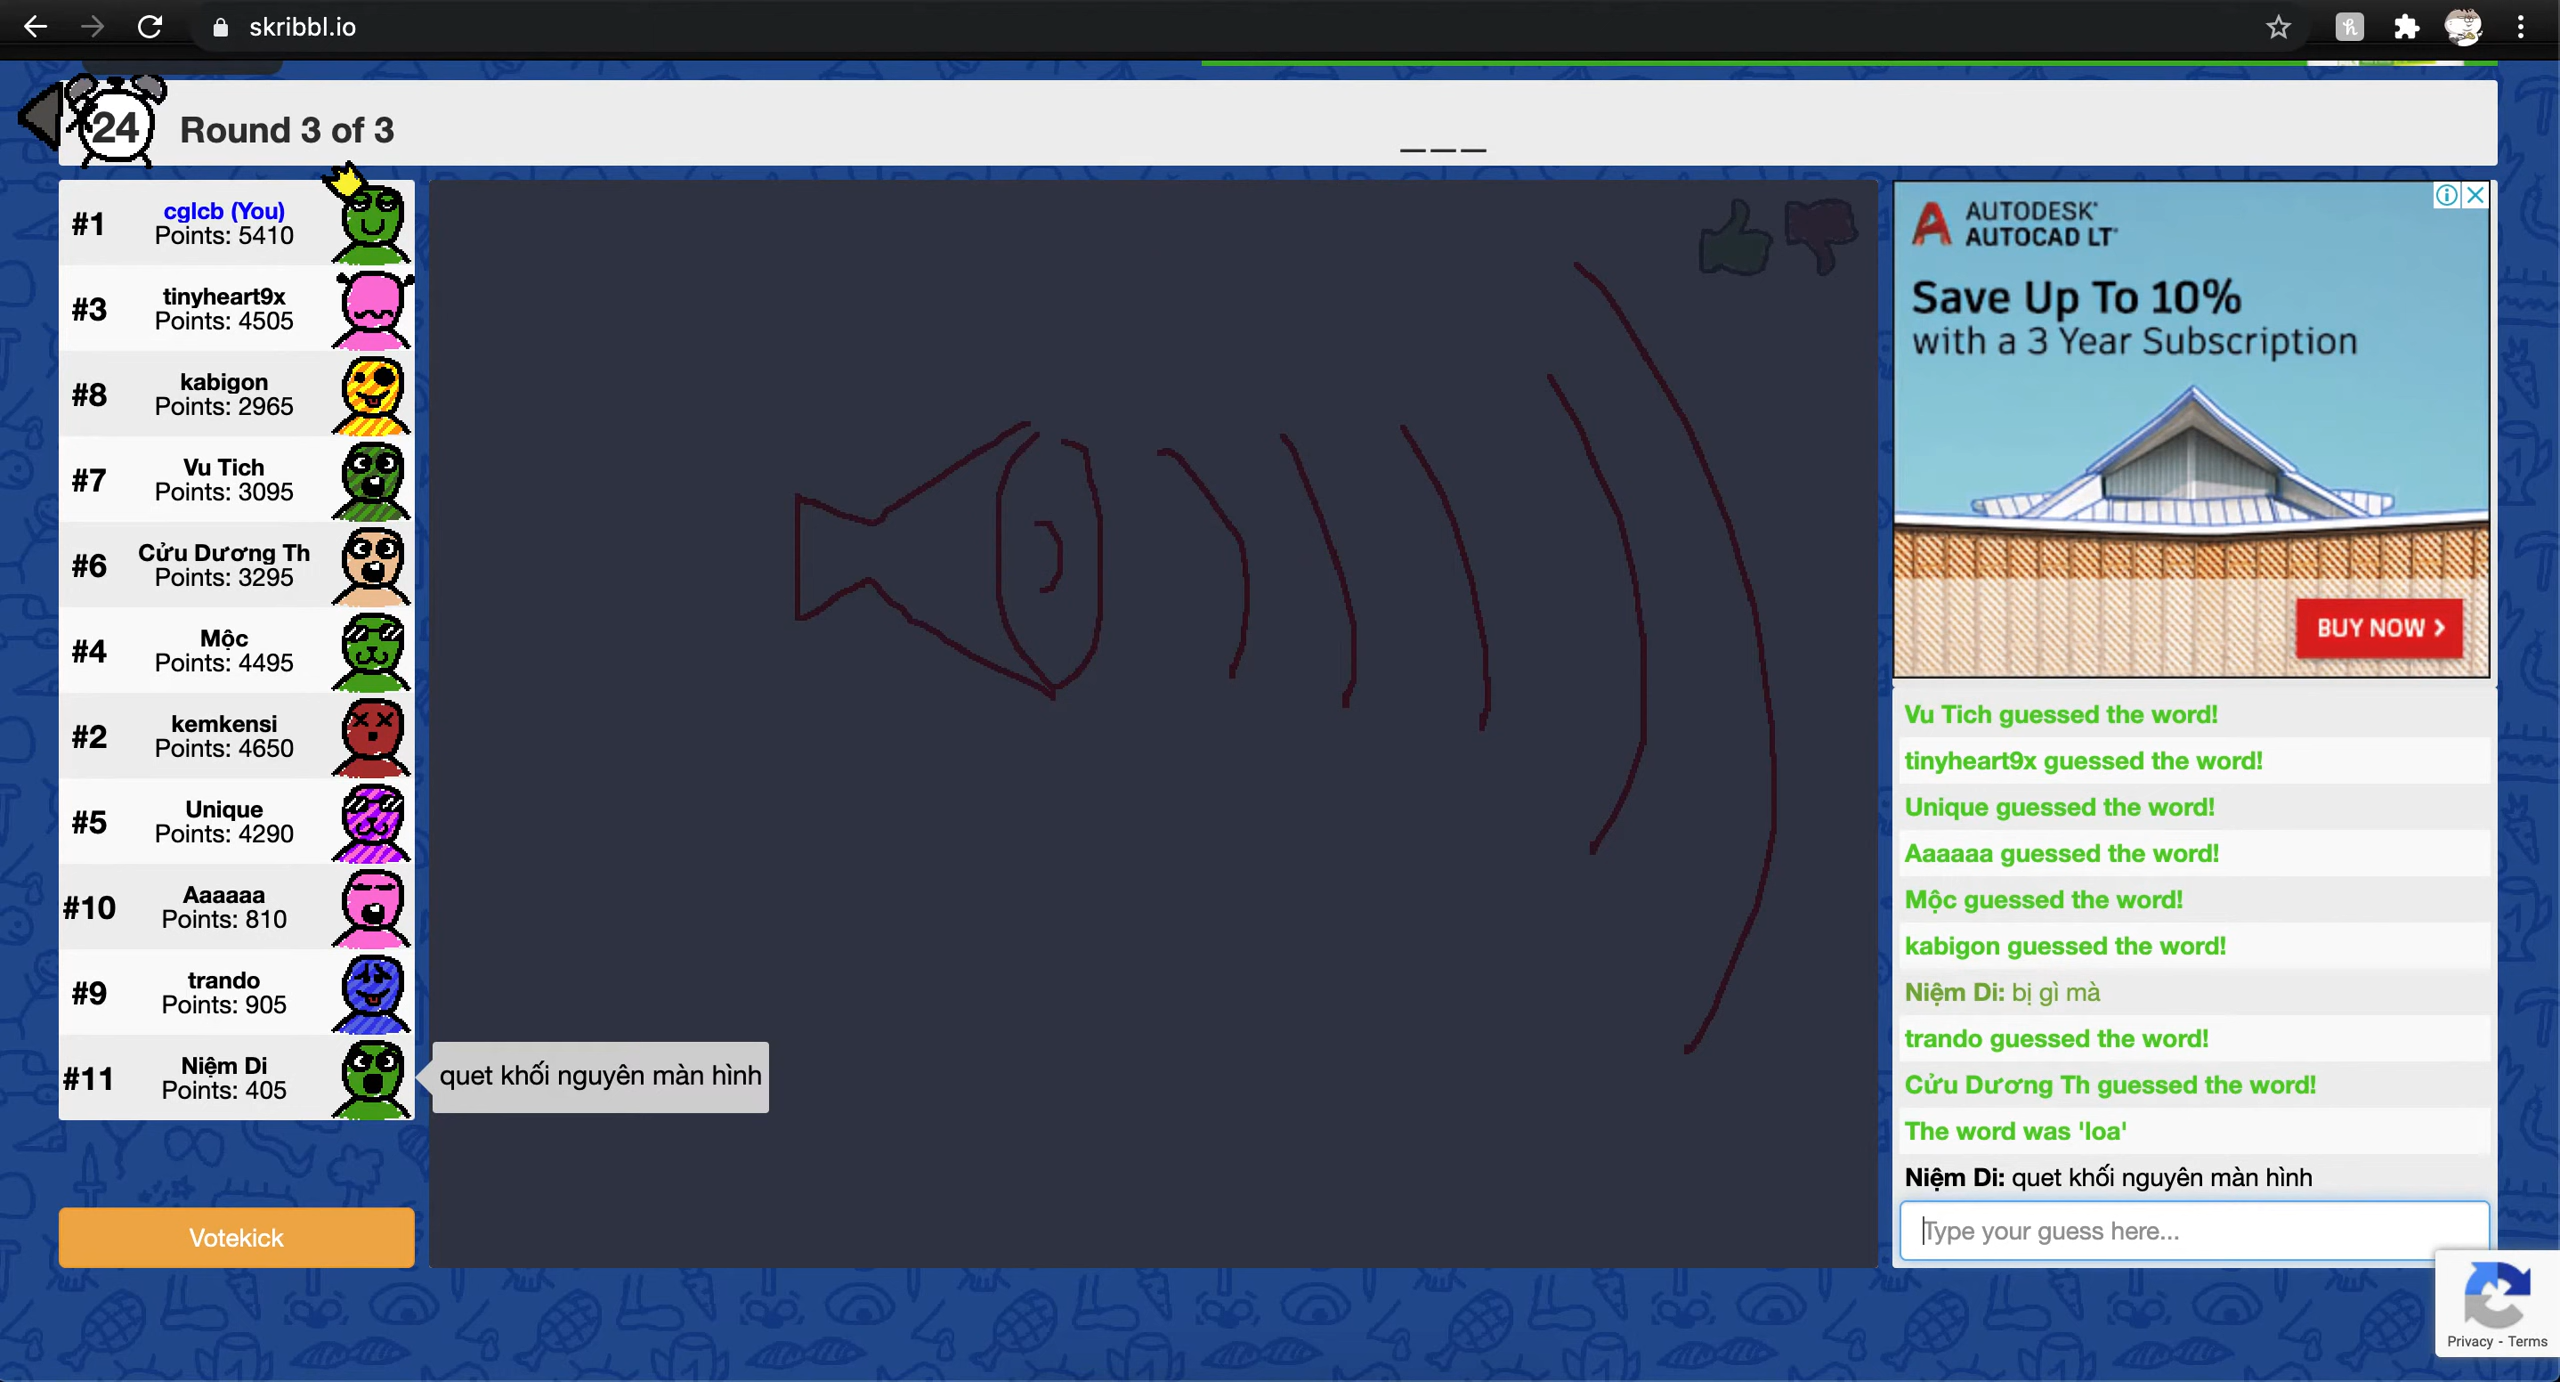 skribbl.io
24
Round 3 of 3
___
#1
cglcb (You)
Points: 5410
#3
tinyheart9x
Points: 4505
#8
kabigon
Points: 2965
#7
Vu Tich
Points: 3095
#6
Cửu Dương Th
Points: 3295
#4
Mộc
Points: 4495
#2
kemkensi
Points: 4650
#5
Unique
Points: 4290
#10
Aaaaaa
Points: 810
#9
trando
Points: 905
#11
Niệm Di
Points: 405
quet khối nguyên màn hình
Votekick
AUTODESK®
AUTOCAD LT®
Save Up To 10%
with a 3 Year Subscription
BUY NOW >
Vu Tich guessed the word!
tinyheart9x guessed the word!
Unique guessed the word!
Aaaaaa guessed the word!
Mộc guessed the word!
kabigon guessed the word!
Niệm Di: bị gì mà
trando guessed the word!
Cửu Dương Th guessed the word!
The word was 'loa'
Niệm Di: quet khối nguyên màn hình
Type your guess here...
Privacy - Terms